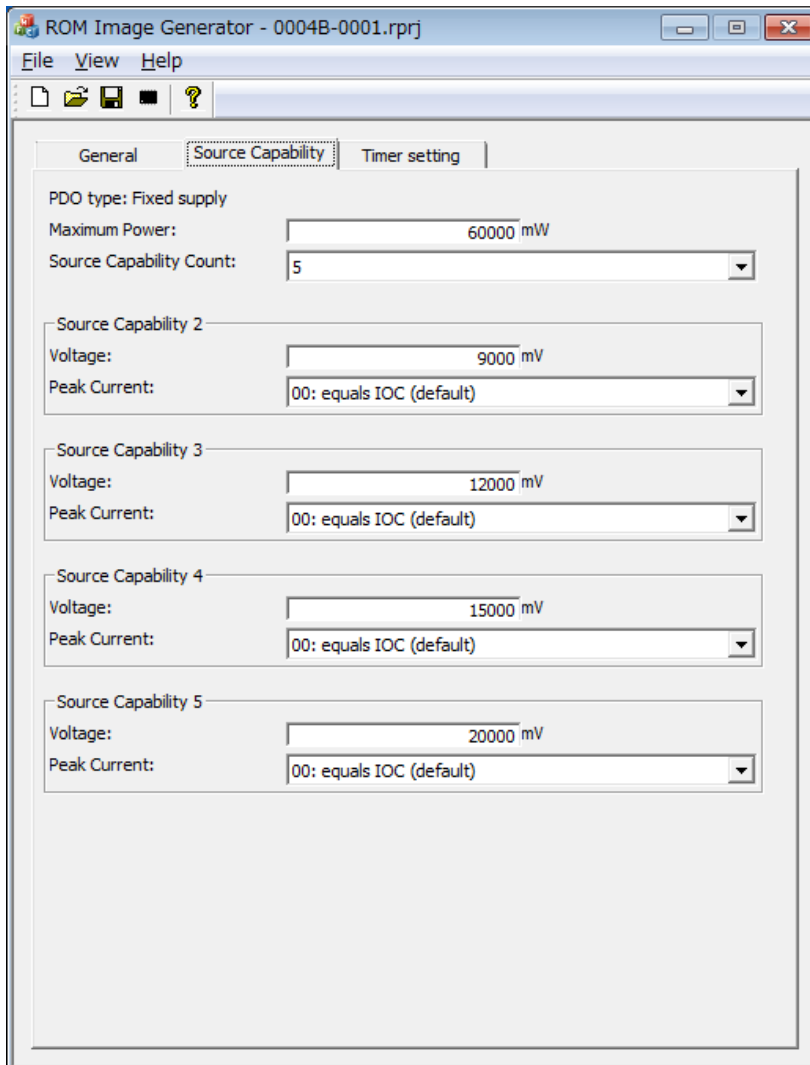 ROM Image Generator - 0004B-0001.rprj
File View Help
General Source Capability Timer setting
PDO type: Fixed supply
Maximum Power: 60000 mW
Source Capability Count: 5
Source Capability 2
Voltage: 9000 mV
Peak Current: 00: equals IOC (default)
Source Capability 3
Voltage: 12000 mV
Peak Current: 00: equals IOC (default)
Source Capability 4
Voltage: 15000 mV
Peak Current: 00: equals IOC (default)
Source Capability 5
Voltage: 20000 mV
Peak Current: 00: equals IOC (default)